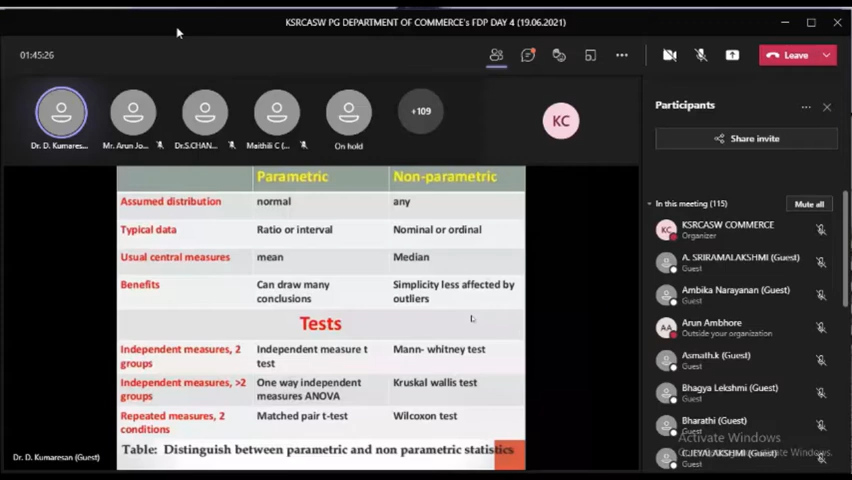 KSRCASW PG DEPARTMENT OF COMMERCE's FDP DAY 4 (19.06.2021)
01:45:26
Leave
Dr. D. Kumares...
Mr. Arun Jo...
Dr.S.CHAN...
Maithili C (...
On hold
+109
KC
Participants
Share invite
In this meeting (115)
Mute all
KC
KSRCASW COMMERCE
Organizer
A. SRIRAMALAKSHMI (Guest)
Guest
Ambika Narayanan (Guest)
Guest
AA
Arun Ambhore
Outside your organization
Asmath.k (Guest)
Guest
Bhagya Lekshmi (Guest)
Guest
Bharathi (Guest)
Guest
Guest
Activate Windows
Parametric Non-parametric
Assumed distribution normal any
Typical data Ratio or interval Nominal or ordinal
Usual central measures mean Median
Benefits Can draw many Simplicity less affected by
conclusions outliers
Tests
Independent measures, 2 Independent measure t Mann- whitney test
groups test
Independent measures, >2 One way independent Kruskal wallis test
groups measures ANOVA
Repeated measures, 2 Matched pair t-test Wilcoxon test
conditions
Table: Distinguish between parametric and non parametric statistics
Dr. D. Kumaresan (Guest)